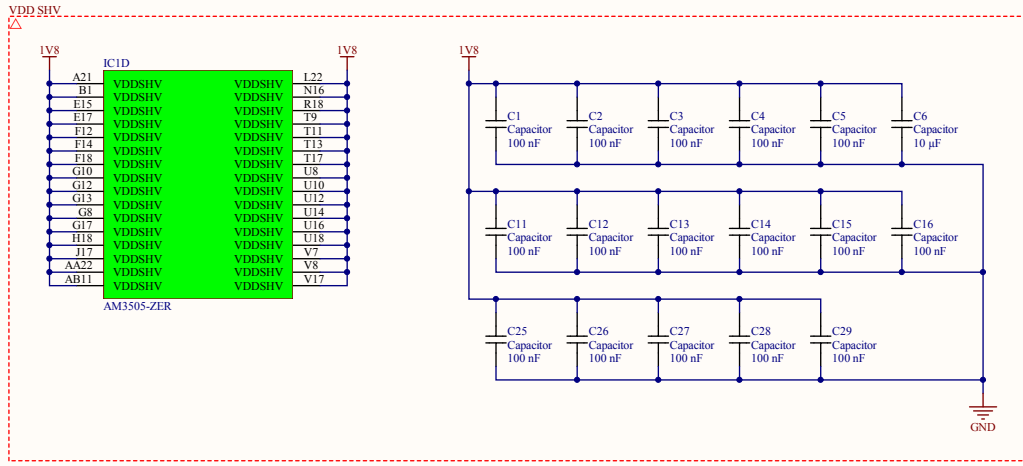 VDD SHV
1V8
1V8
1V8
IC1D
A21 VDDSHV VDDSHV L22
B1 VDDSHV VDDSHV N16
E15 VDDSHV VDDSHV R18
E17 VDDSHV VDDSHV T9
F12 VDDSHV VDDSHV T11
F14 VDDSHV VDDSHV T13
F18 VDDSHV VDDSHV T17
G10 VDDSHV VDDSHV U8
G12 VDDSHV VDDSHV U10
G13 VDDSHV VDDSHV U12
G8 VDDSHV VDDSHV U14
G17 VDDSHV VDDSHV U16
H18 VDDSHV VDDSHV U18
J17 VDDSHV VDDSHV V7
AA22 VDDSHV VDDSHV V8
AB11 VDDSHV VDDSHV V17
AM3505-ZER
C1
Capacitor
100 nF
C2
Capacitor
100 nF
C3
Capacitor
100 nF
C4
Capacitor
100 nF
C5
Capacitor
100 nF
C6
Capacitor
10 µF
C11
Capacitor
100 nF
C12
Capacitor
100 nF
C13
Capacitor
100 nF
C14
Capacitor
100 nF
C15
Capacitor
100 nF
C16
Capacitor
100 nF
C25
Capacitor
100 nF
C26
Capacitor
100 nF
C27
Capacitor
100 nF
C28
Capacitor
100 nF
C29
Capacitor
100 nF
GND